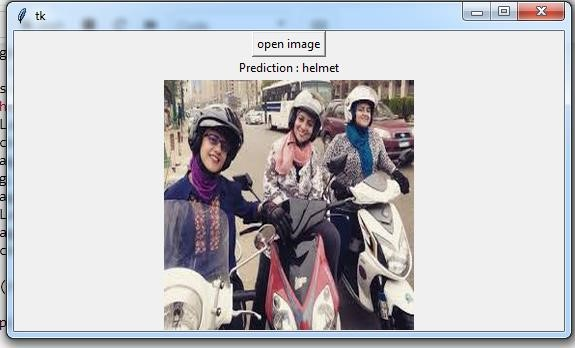 tk
open image
Prediction : helmet